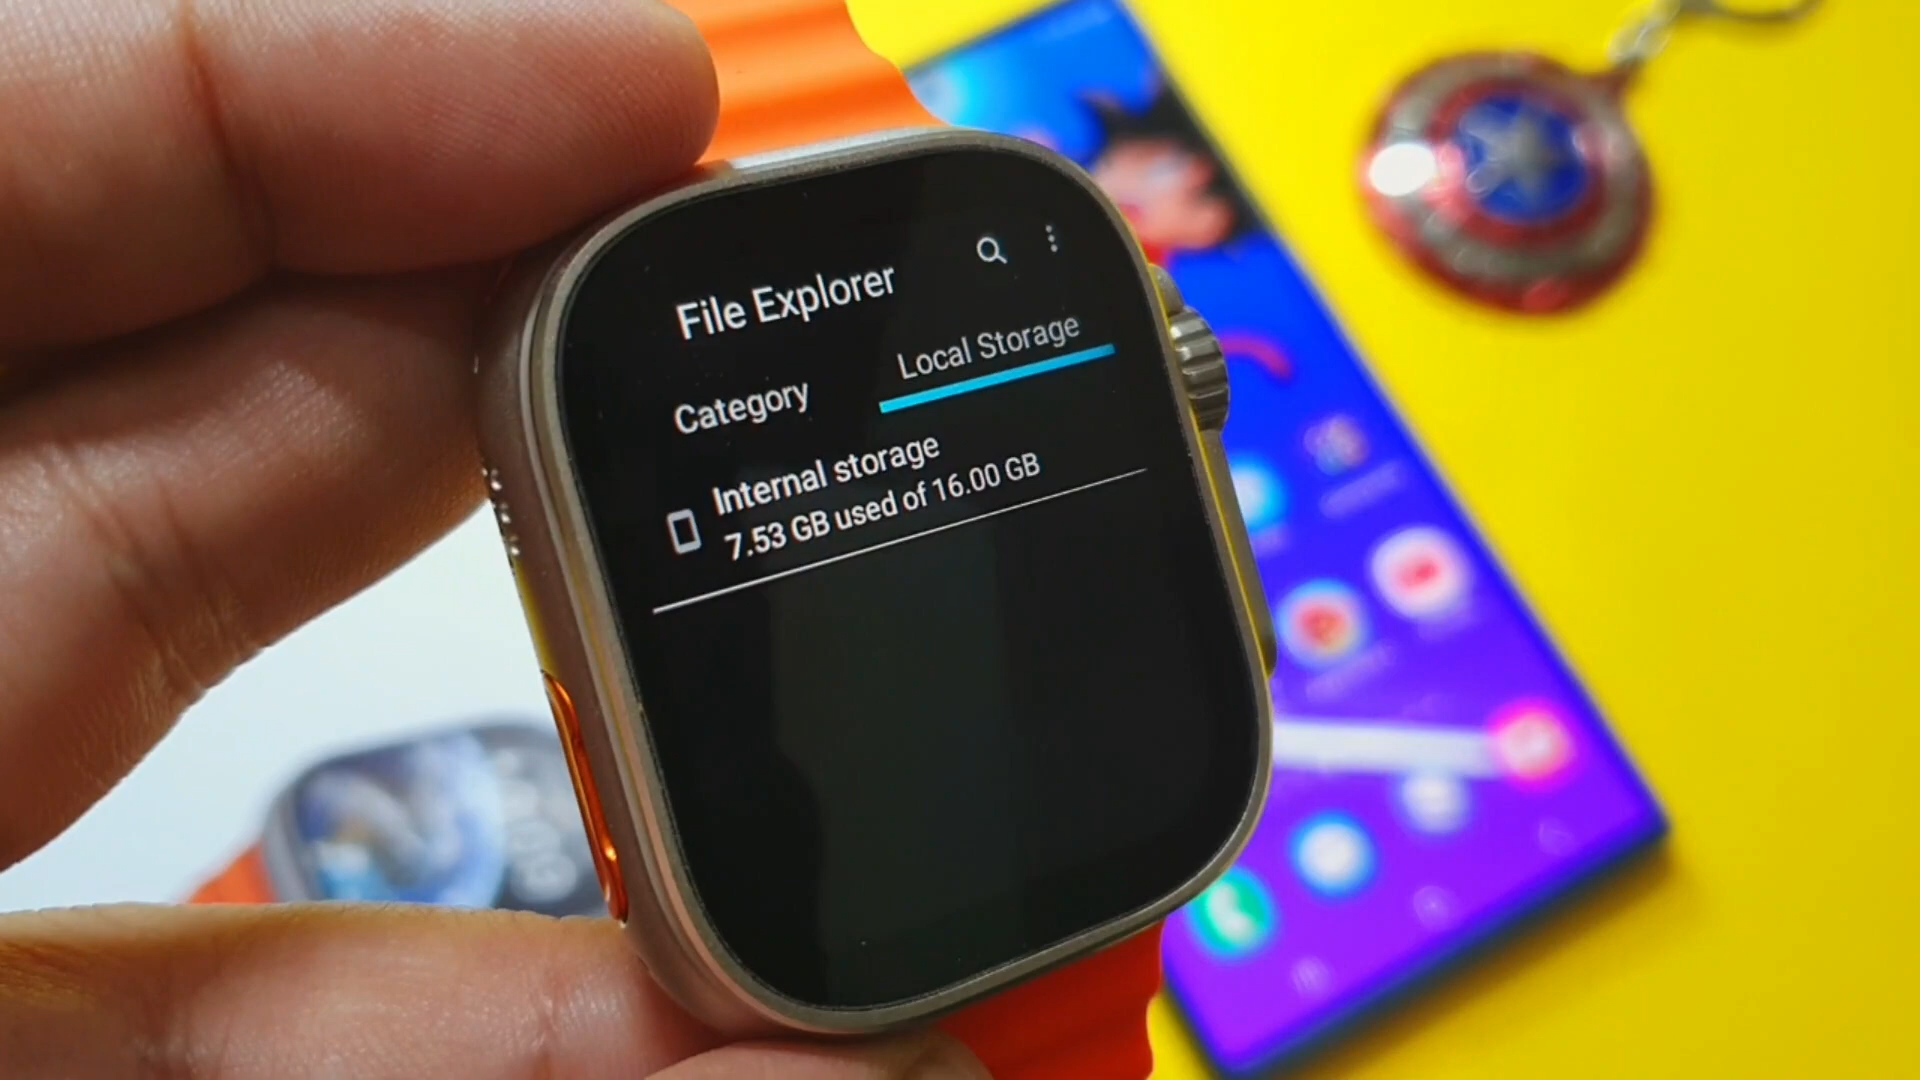 File Explorer
Category
Local Storage
Internal storage
7.53 GB used of 16.00 GB